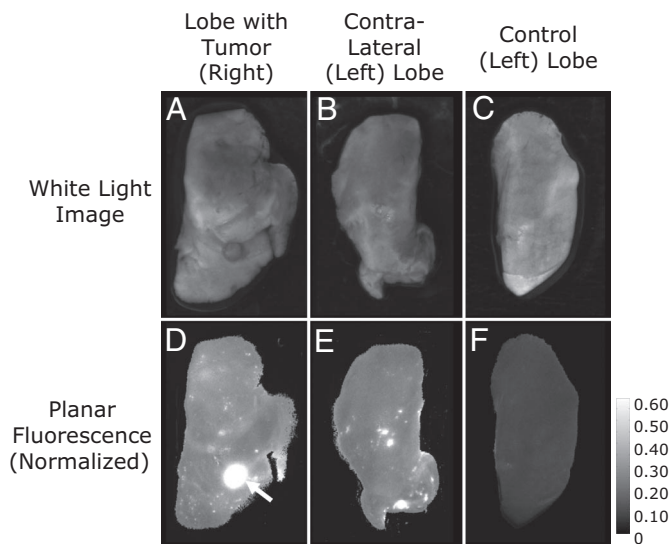 Lobe with
Tumor
(Right)
Contra-
Lateral
(Left) Lobe
Control
(Left) Lobe
White Light
Image
A
B
C
Planar
Fluorescence
(Normalized)
D
E
F
0.60
0.50
0.40
0.30
0.20
0.10
0